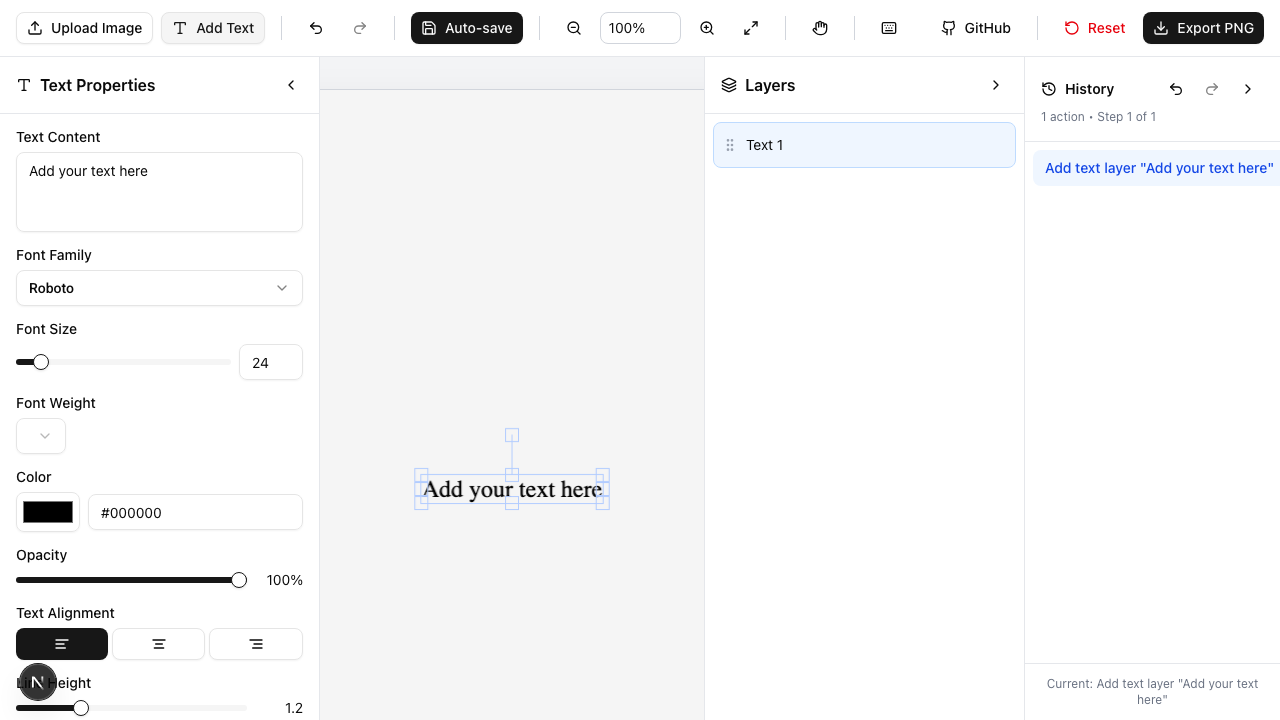 Upload Image
Add Text
Auto-save
100%
GitHub
Reset
Export PNG
Text Properties
Text Content
Add your text here
Font Family
Roboto
Font Size
24
Font Weight
Color
#000000
Opacity
100%
Text Alignment
Line Height
1.2
N
Add your text here
Layers
Text 1
History
1 action • Step 1 of 1
Add text layer "Add your text here"
Current: Add text layer "Add your text
here"